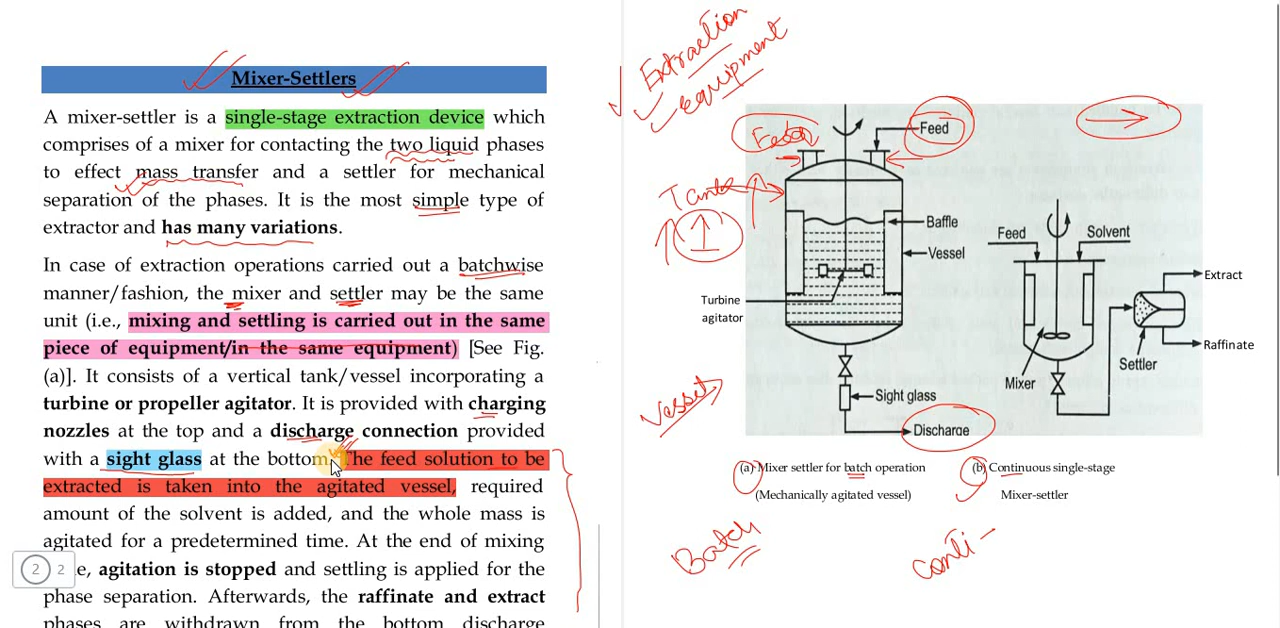 Mixer-Settlers
A mixer-settler is a single-stage extraction device which
comprises of a mixer for contacting the two liquid phases
to effect mass transfer and a settler for mechanical
separation of the phases. It is the most simple type of
extractor and has many variations.
In case of extraction operations carried out a batchwise
manner/fashion, the mixer and settler may be the same
unit (i.e., mixing and settling is carried out in the same
piece of equipment/in the same equipment) [See Fig.
(a)]. It consists of a vertical tank/vessel incorporating a
turbine or propeller agitator. It is provided with charging
nozzles at the top and a discharge connection provided
with a sight glass at the bottom. The feed solution to be
extracted is taken into the agitated vessel, required
amount of the solvent is added, and the whole mass is
agitated for a predetermined time. At the end of mixing
2 2 e, agitation is stopped and settling is applied for the
phase separation. Afterwards, the raffinate and extract
phases are withdrawn from the bottom discharge
Extraction
equipment
Feed
Tank
Vessel
Feed
Baffle
Vessel
Turbine
agitator
Sight glass
Discharge
Feed
Solvent
Extract
Raffinate
Settler
Mixer
(a) Mixer settler for batch operation
(Mechanically agitated vessel)
(b) Continuous single-stage
Mixer-settler
Batch
Conti-